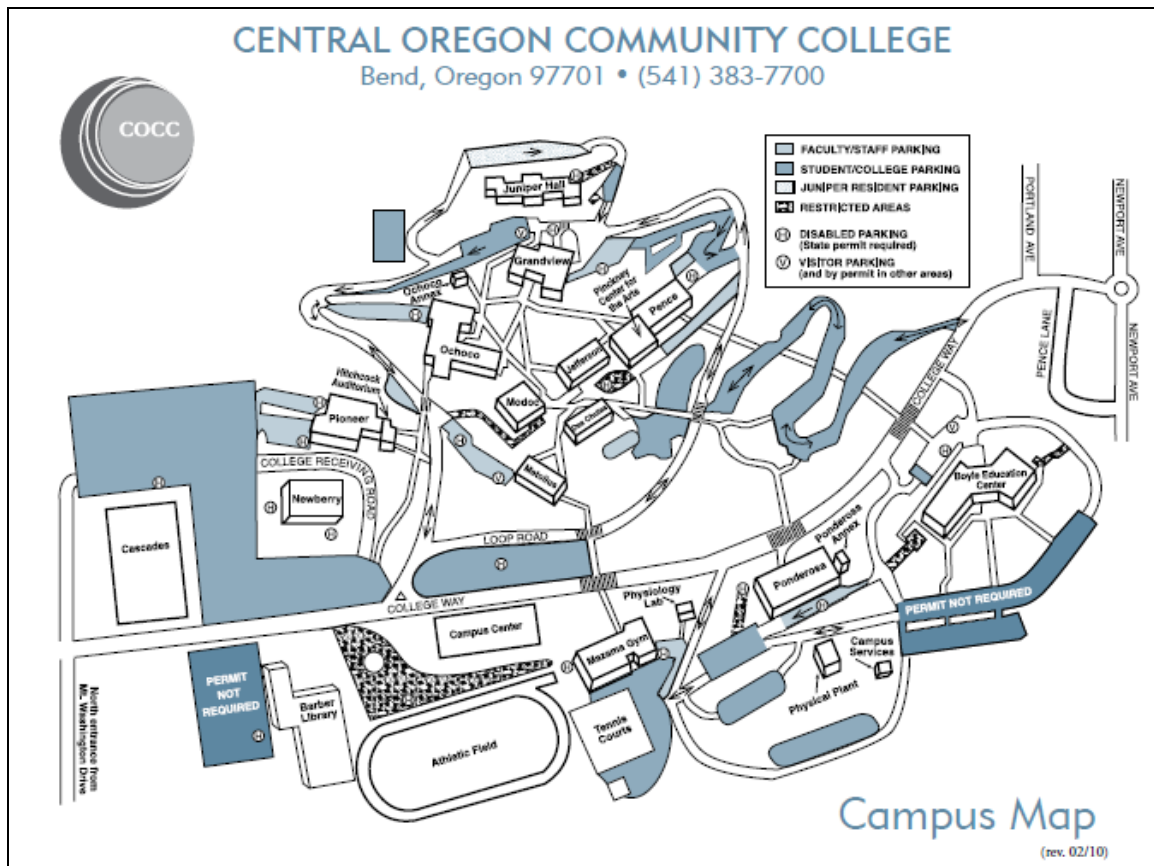 CENTRAL OREGON COMMUNITY COLLEGE
Bend, Oregon 97701 • (541) 383-7700
COCC
FACULTY/STAFF PARKING
STUDENT/COLLEGE PARKING
JUNIPER RESIDENT PARKING
RESTRICTED AREAS
H DISABLED PARKING
(State permit required)
V VISITOR PARKING
(and by permit in other areas)
PORTLAND AVE
NEWPORT AVE
NEWPORT AVE
PENCE LANE
COLLEGE WAY
Juniper Hall
H
V
H
Grandview
H
Ochoco
Annex
H
Pinckney
Center for
the Arts
H
Pence
Ochoco
Jefferson
H
Modoc
Des Chutes
Hitchcock
Auditorium
H
Pioneer
H
H
V
Metolius
COLLEGE RECEIVING
ROAD
Newberry
H
H
H
Cascades
LOOP ROAD
H
COLLEGE WAY
V
H
Boyle Education
Center
Ponderosa
Annex
Ponderosa
H
H
PERMIT NOT REQUIRED
Physiology
Lab
Campus Center
Mazama Gym
H
H
Campus
Services
Physical Plant
PERMIT
NOT
REQUIRED
H
Barber
Library
Athletic Field
Tennis
Courts
North entrance from
Mt. Washington Drive
Campus Map
(rev. 02/10)